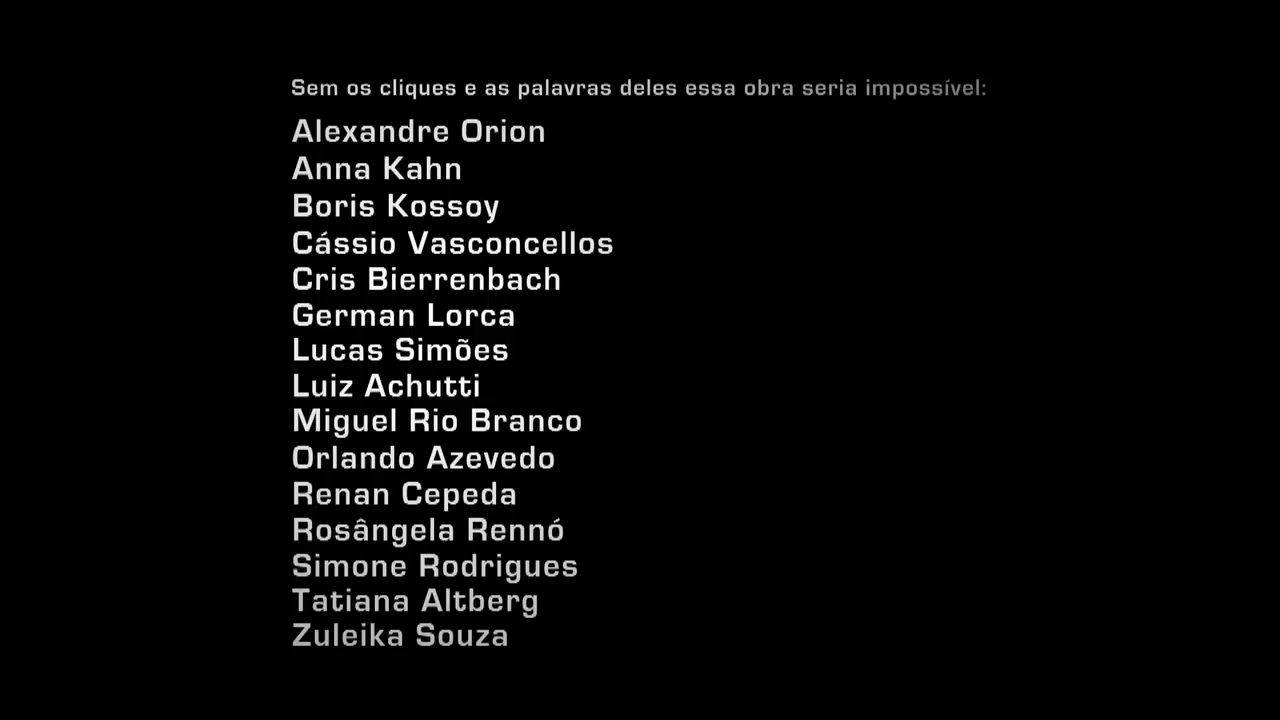 Sem os cliques e as palavras deles essa obra seria impossível:
Alexandre Orion
Anna Kahn
Boris Kossoy
Cássio Vasconcellos
Cris Bierrenbach
German Lorca
Lucas Simões
Luiz Achutti
Miguel Rio Branco
Orlando Azevedo
Renan Cepeda
Rosângela Rennó
Simone Rodrigues
Tatiana Altberg
Zuleika Souza